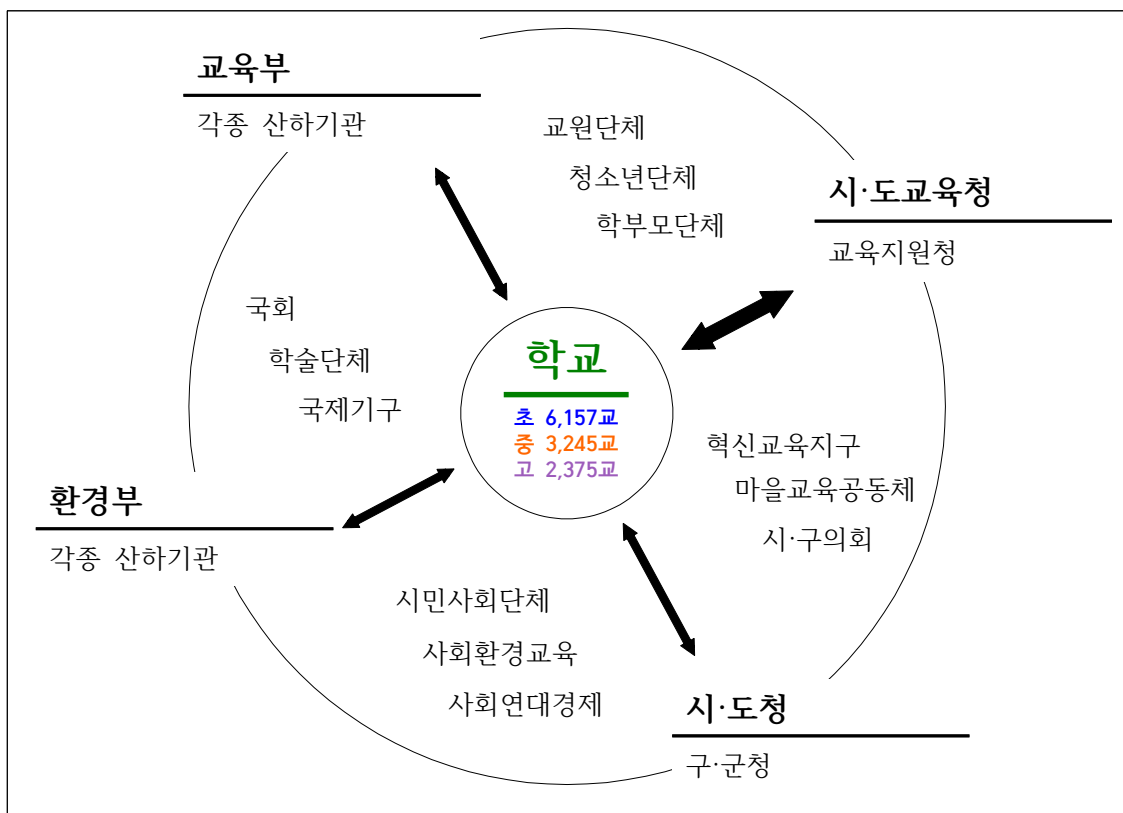 교육부
각종 산하기관
교원단체
청소년단체
학부모단체
시·도교육청
교육지원청
국회
학술단체
국제기구
학교
초 6,157교
중 3,245교
고 2,375교
혁신교육지구
마을교육공동체
시·구의회
환경부
각종 산하기관
시민사회단체
사회환경교육
사회연대경제
시·도청
구·군청